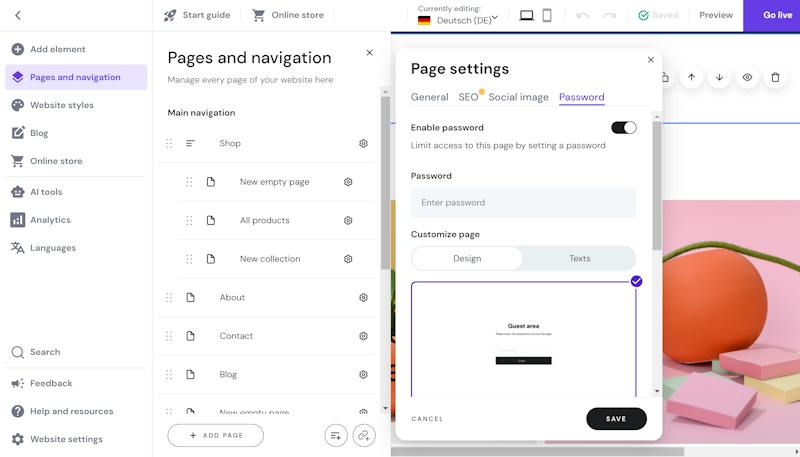 Start guide
Online store
Currently editing:
Deutsch (DE)
Saved
Preview
Go live
Add element
Pages and navigation
Website styles
Blog
Online store
AI tools
Analytics
Languages
Search
Feedback
Help and resources
Website settings
Pages and navigation
Manage every page of your website here
Main navigation
Shop
New empty page
All products
New collection
About
Contact
Blog
New empty page
ADD PAGE
Page settings
General
SEO
Social image
Password
Enable password
Limit access to this page by setting a password
Password
Enter password
Customize page
Design
Texts
Guest area
CANCEL
SAVE